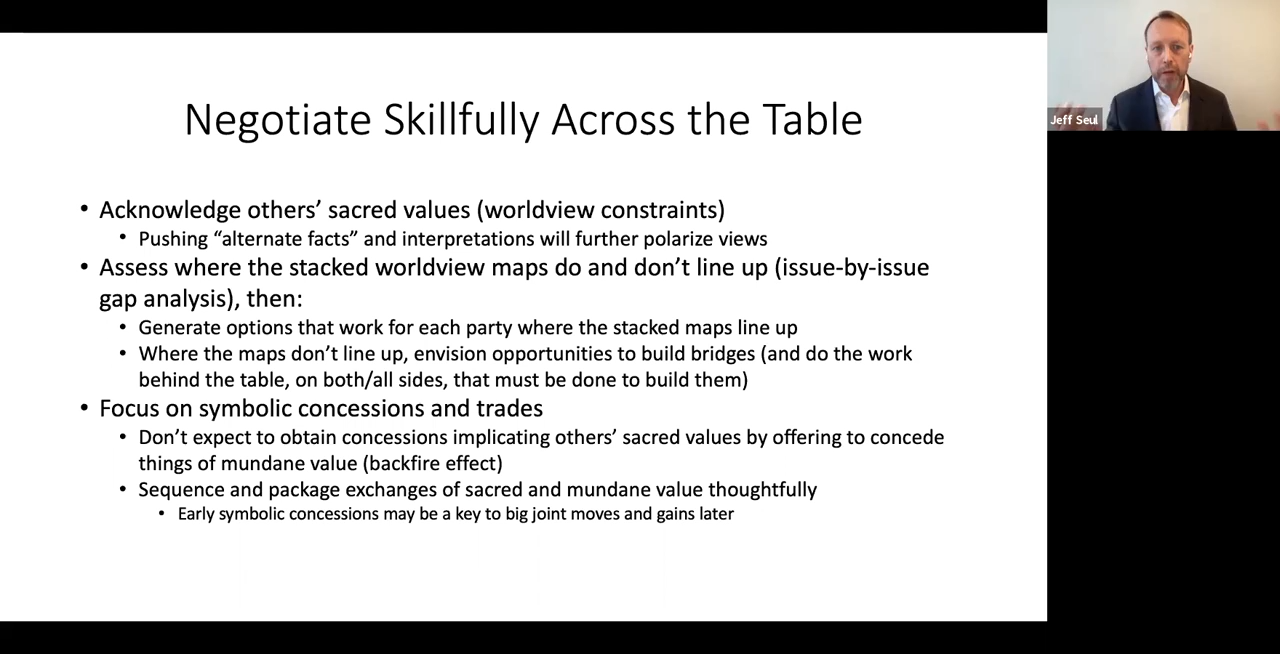 Negotiate Skillfully Across the Table
• Acknowledge others’ sacred values (worldview constraints)
• Pushing “alternate facts” and interpretations will further polarize views
• Assess where the stacked worldview maps do and don’t line up (issue-by-issue
gap analysis), then:
• Generate options that work for each party where the stacked maps line up
• Where the maps don’t line up, envision opportunities to build bridges (and do the work
behind the table, on both/all sides, that must be done to build them)
• Focus on symbolic concessions and trades
• Don’t expect to obtain concessions implicating others’ sacred values by offering to concede
things of mundane value (backfire effect)
• Sequence and package exchanges of sacred and mundane value thoughtfully
• Early symbolic concessions may be a key to big joint moves and gains later
Jeff Seul